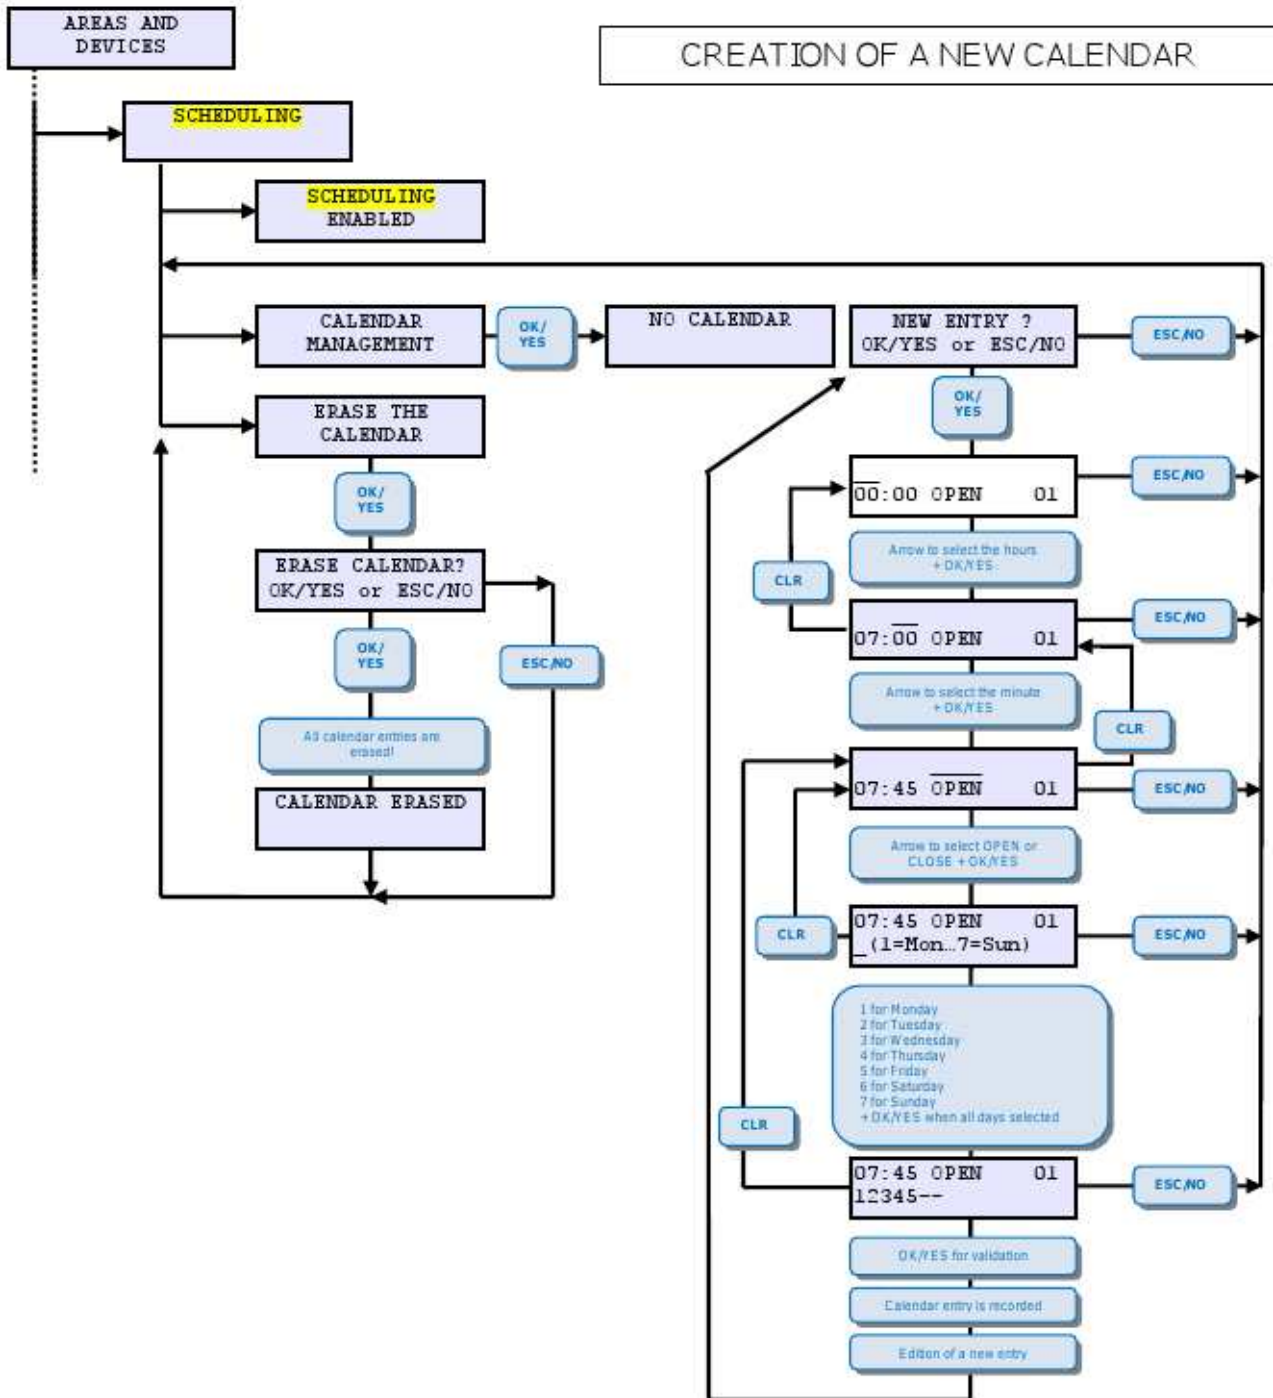 AREAS AND
DEVICES
CREATION OF A NEW CALENDAR
SCHEDULING
SCHEDULING
ENABLED
CALENDAR
MANAGEMENT
OK/
YES
NO CALENDAR
NEW ENTRY ?
OK/YES or ESC/NO
ESC/NO
OK/
YES
ERASE THE
CALENDAR
OK/
YES
00:00 OPEN 01
ESC/NO
Arrow to select the hours
+ OK/YES
CLR
ERASE CALENDAR?
OK/YES or ESC/NO
07:00 OPEN 01
ESC/NO
OK/
YES
ESC/NO
Arrow to select the minute
+ OK/YES
CLR
All calendar entries are
erased!
07:45 OPEN 01
ESC/NO
CALENDAR ERASED
Arrow to select OPEN or
CLOSE + OK/YES
CLR
07:45 OPEN 01
_(1=Mon…7=Sun)
ESC/NO
1 for Monday
2 for Tuesday
3 for Wednesday
4 for Thursday
5 for Friday
6 for Saturday
7 for Sunday
+ OK/YES when all days selected
CLR
07:45 OPEN 01
12345--
ESC/NO
OK/YES for validation
Calendar entry is recorded
Edition of a new entry